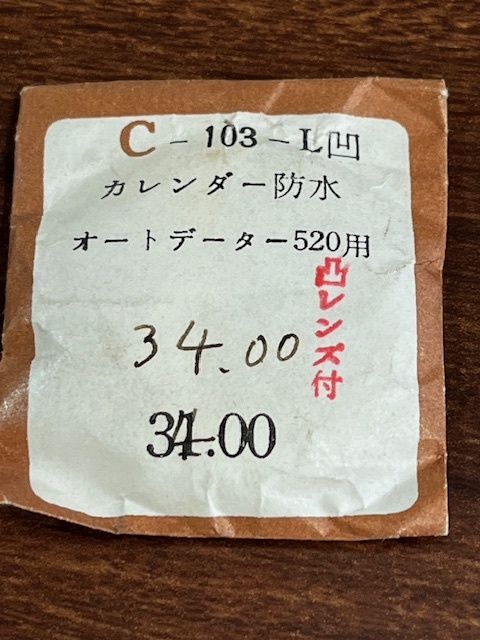 C-103-L凹
カレンダー防水
オートデーター520用
凸レンズ付
34.00
34.00